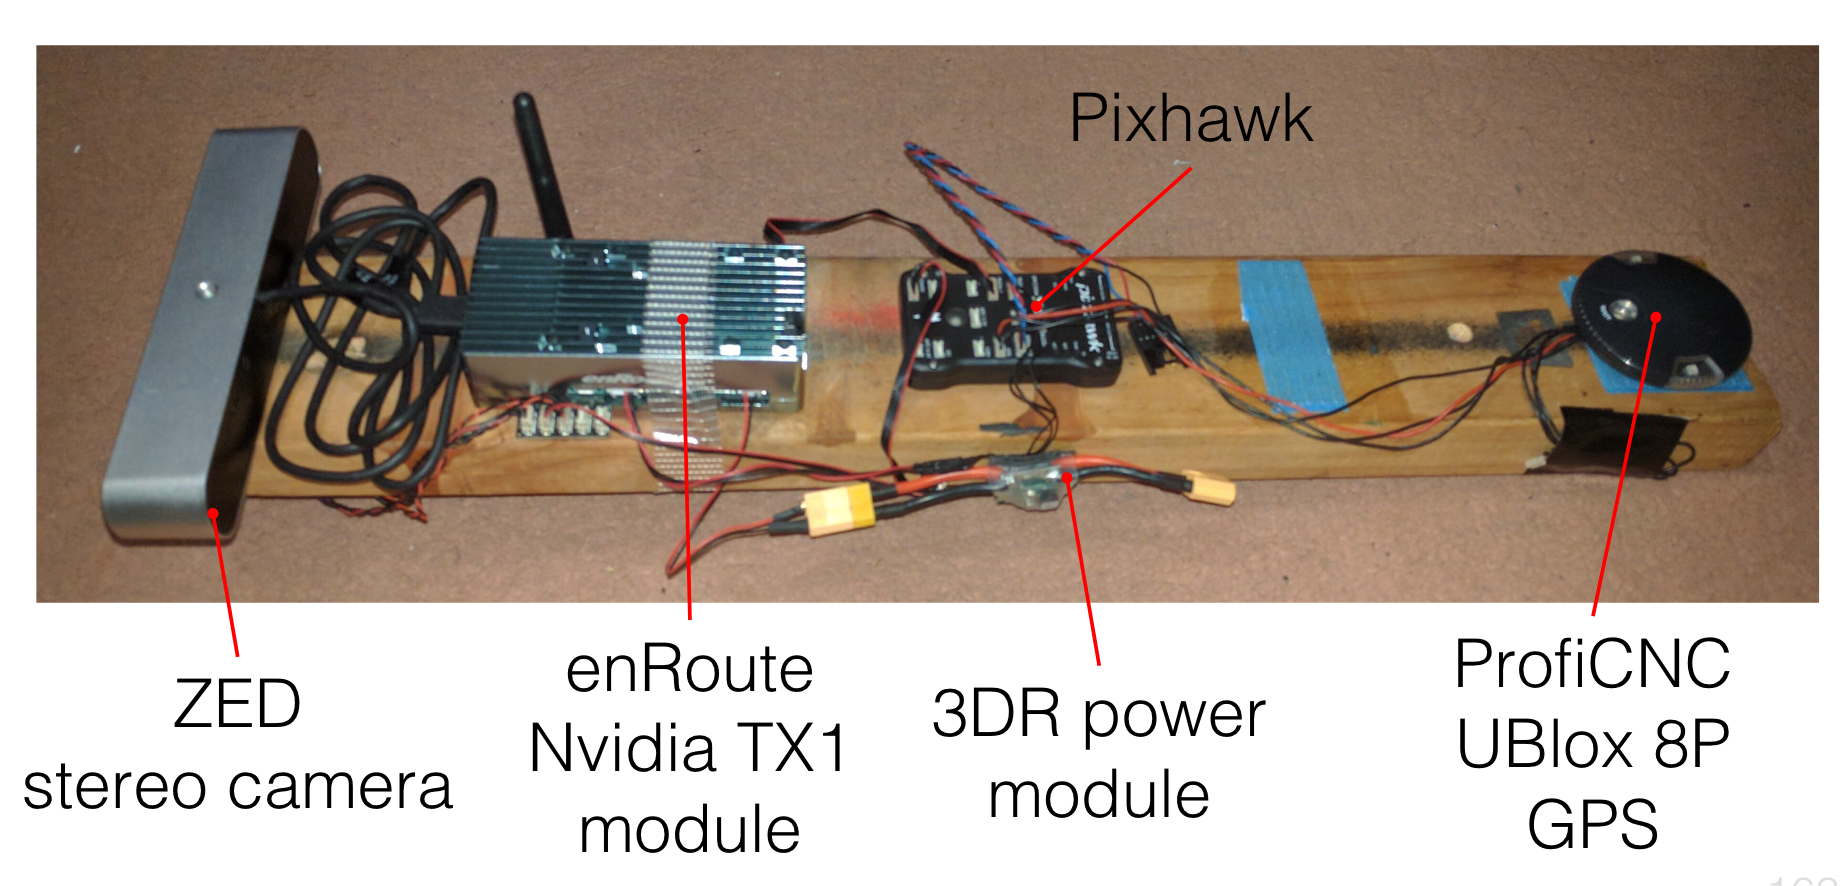 Pixhawk
ZED
stereo camera
enRoute
Nvidia TX1
module
3DR power
module
ProfiCNC
UBlox 8P
GPS